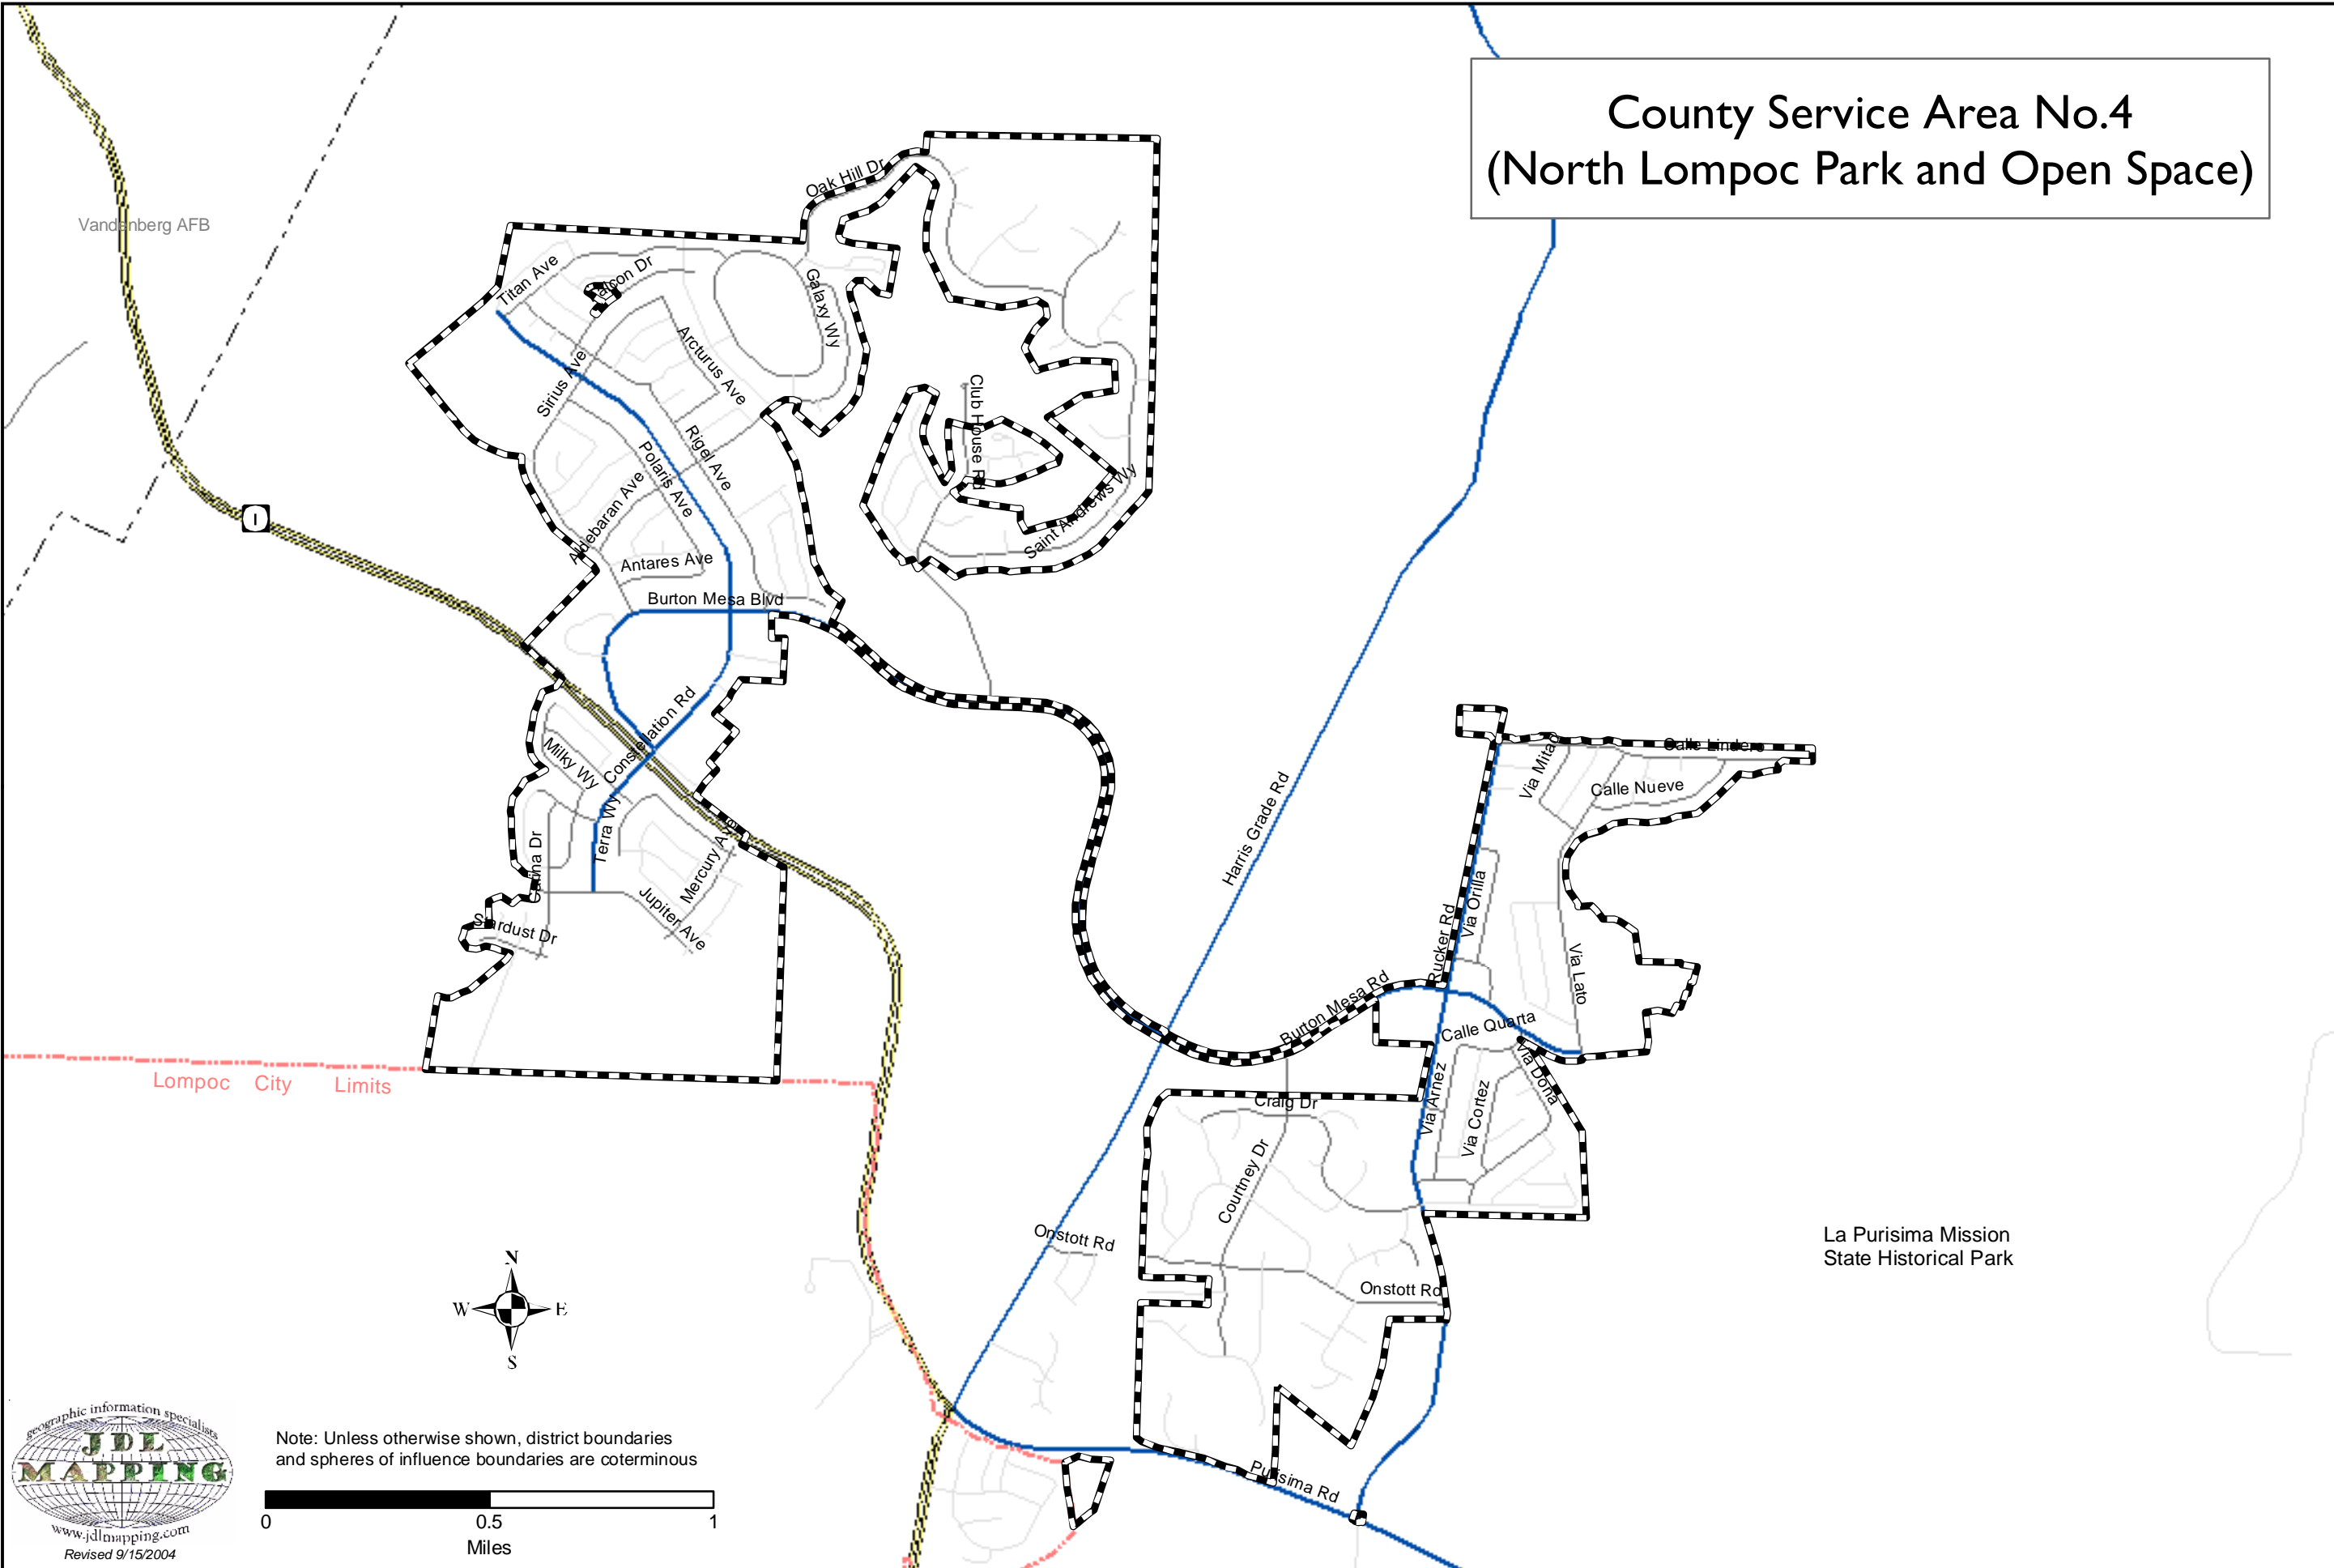 County Service Area No.4
(North Lompoc Park and Open Space)
Vandenberg AFB
Oak Hill Dr
Titan Ave
Falcon Dr
Galaxy Wy
Arcturus Ave
Sirius Ave
Club House Rd
Rigel Ave
Polaris Ave
Aldebaran Ave
Saint Andrews Wy
1
Antares Ave
Burton Mesa Blvd
Constellation Rd
Milky Wy
Terra Wy
Mercury Ave
Jupiter Ave
Stardust Dr
Via Mitad
Calle Lindero
Calle Nueve
Harris Grade Rd
Rucker Rd
Via Orilla
Via Lato
Burton Mesa Rd
Calle Quarta
Via Dona
Via Arnez
Via Cortez
Lompoc City Limits
Craig Dr
Courtney Dr
Onstott Rd
Onstott Rd
La Purisima Mission
State Historical Park
Purisima Rd
N
W E
S
geographic information specialists
JDL
MAPPING
www.jdlmapping.com
Revised 9/15/2004
Note: Unless otherwise shown, district boundaries
and spheres of influence boundaries are coterminous
0 0.5 1
Miles